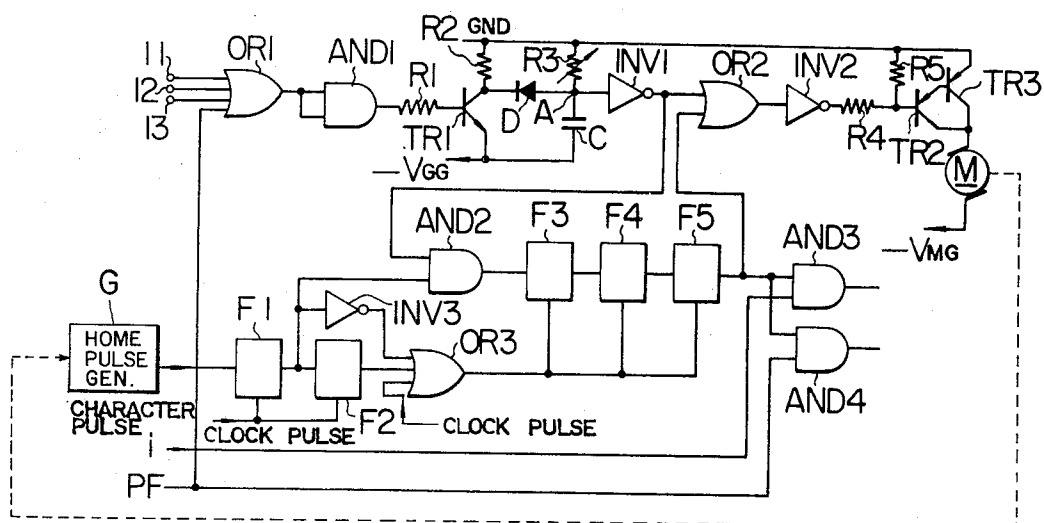 R2 GND
OR1
AND1
R3
INV1
OR2
INV2
R5
TR3
I1
I2
I3
R1
TR1
D
A
C
R4
TR2
M
-VGG
-VMG
AND2
F3
F4
F5
AND3
G
HOME
PULSE
GEN.
F1
INV3
OR3
AND4
F2
CHARACTER
PULSE
CLOCK PULSE
CLOCK PULSE
i
PF